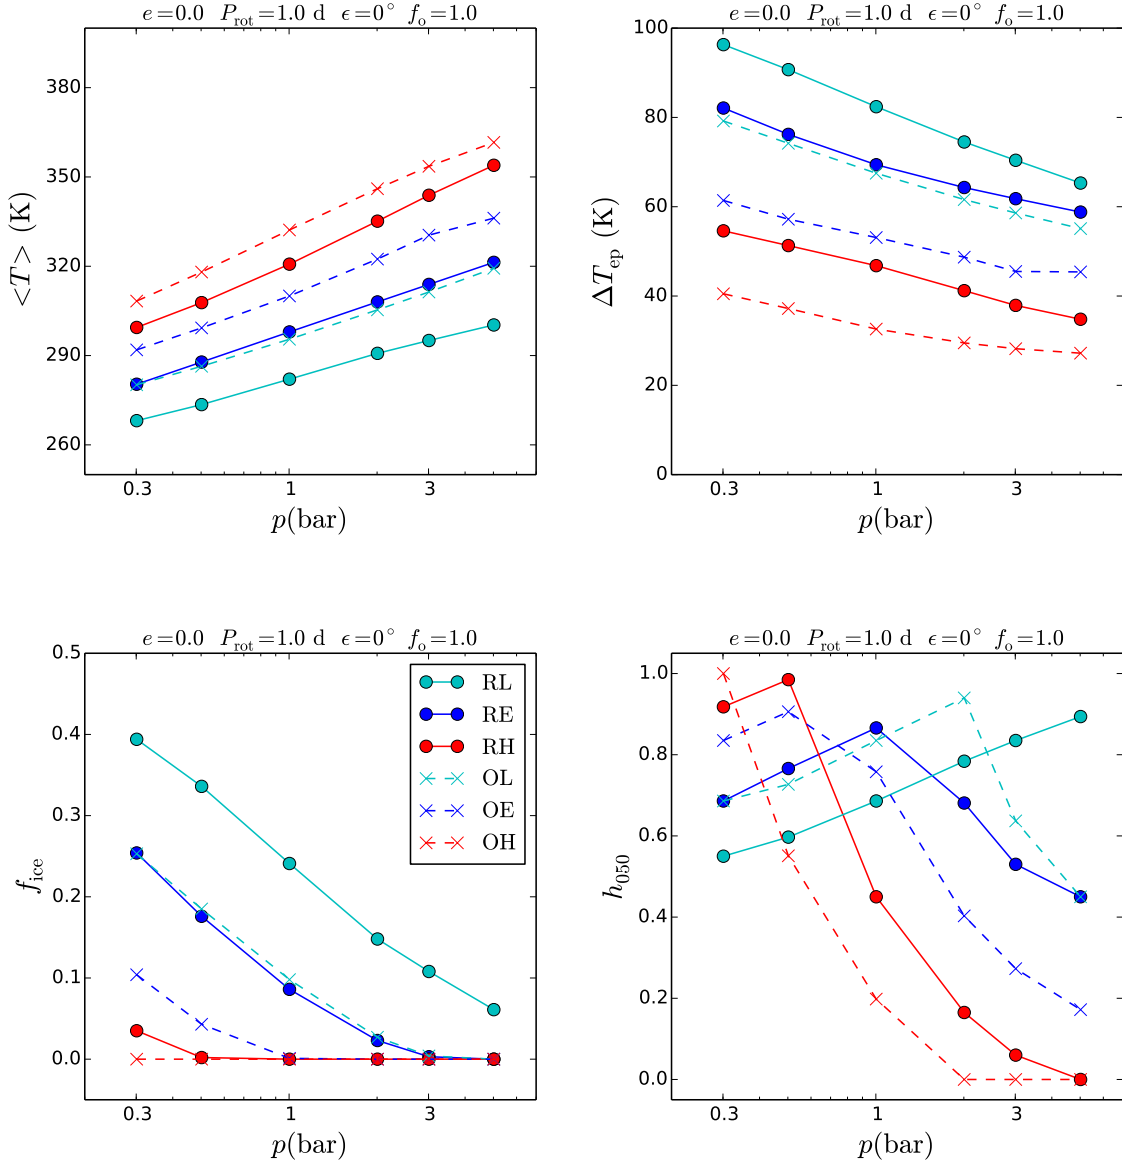 e=0.0 P_rot=1.0 d ϵ=0° f_o=1.0
380
350
320
290
260
<T> (K)
0.3 1 3
p(bar)
e=0.0 P_rot=1.0 d ϵ=0° f_o=1.0
100
80
60
40
20
0
ΔT_ep (K)
0.3 1 3
p(bar)
e=0.0 P_rot=1.0 d ϵ=0° f_o=1.0
0.5
0.4
0.3
0.2
0.1
0.0
f_ice
RL
RE
RH
OL
OE
OH
0.3 1 3
p(bar)
e=0.0 P_rot=1.0 d ϵ=0° f_o=1.0
1.0
0.8
0.6
0.4
0.2
0.0
h_050
0.3 1 3
p(bar)